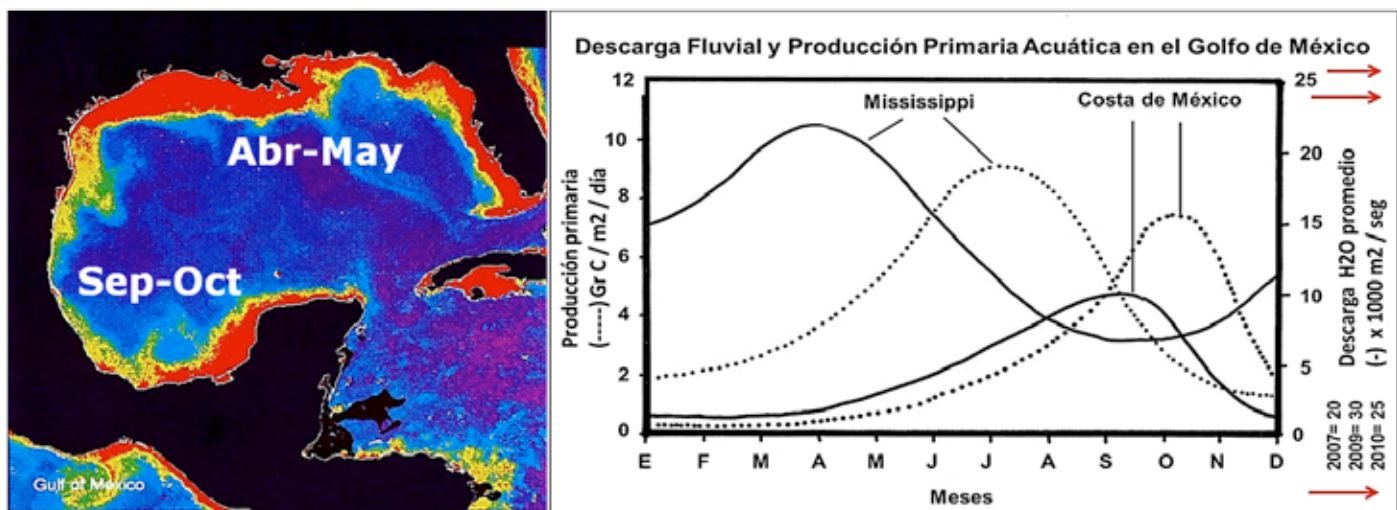 Abr-May
Sep-Oct
Gulf of Mexico
Descarga Fluvial y Producción Primaria Acuática en el Golfo de México
Mississippi
Costa de México
Producción primaria
(-----) Gr C / m2 / día
12
10
8
6
4
2
0
25
20
15
10
5
0
Descarga H2O promedio
(-) x 1000 m2 / seg
2007= 20
2009= 30
2010= 25
E F M A M J J A S O N D
Meses